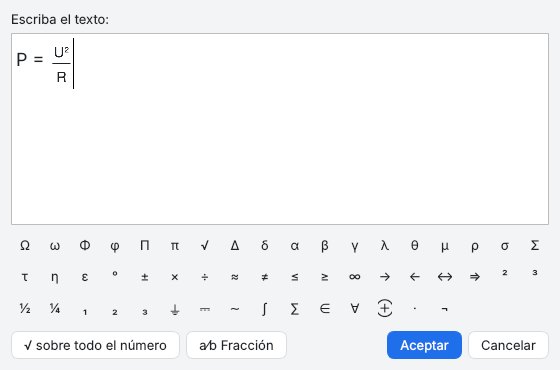 Escriba el texto:
P = U²/R
Ω ω Φ φ Π π √ Δ δ α β γ λ θ μ ρ σ Σ
τ η ε ° ± × ÷ ≈ ≠ ≤ ≥ ∞ → ← ↔ ⇒ ² ³
½ ¼ ₁ ₂ ₃ ⏚ ⎓ ~ ∫ ∑ ∈ ∀ ⊕ · ¬
√ sobre todo el número a⁄b Fracción Aceptar Cancelar